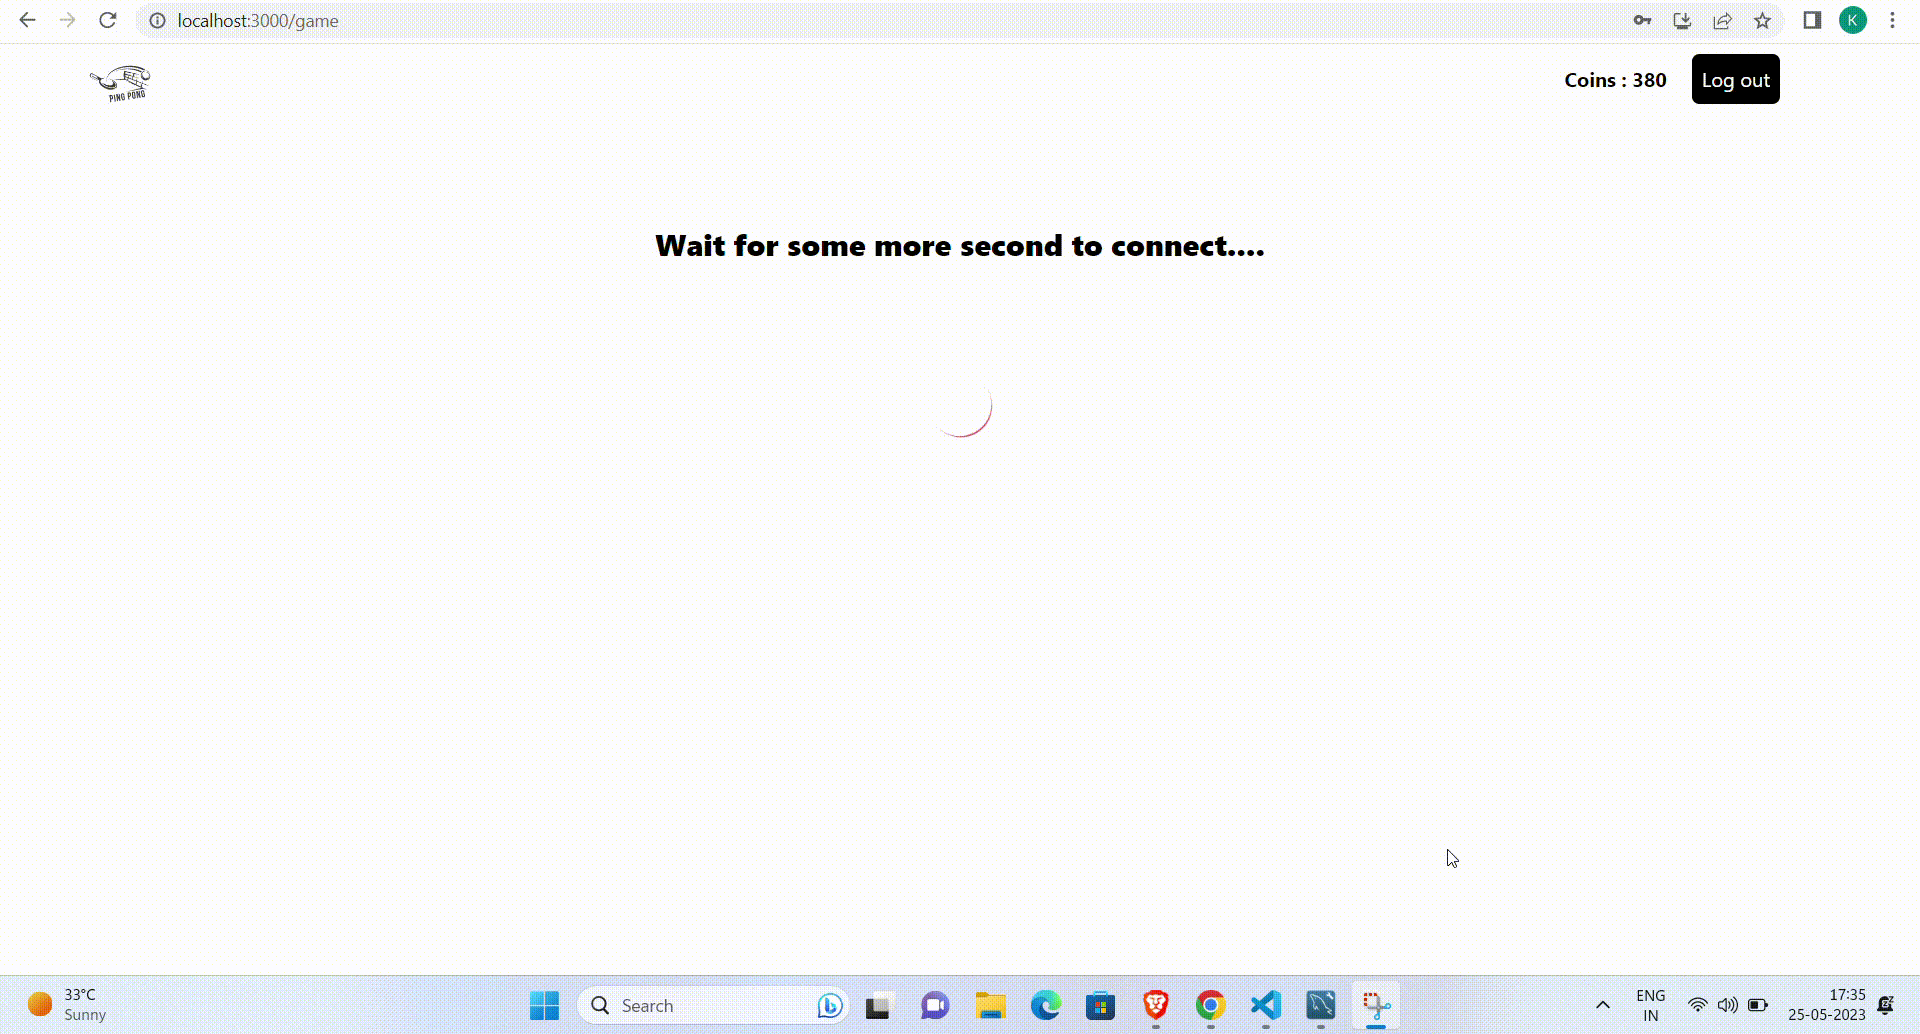 localhost:3000/game
K
PING PONG
Coins : 380
Log out
Wait for some more second to connect....
33°C
Sunny
Search
ENG
IN
17:35
25-05-2023